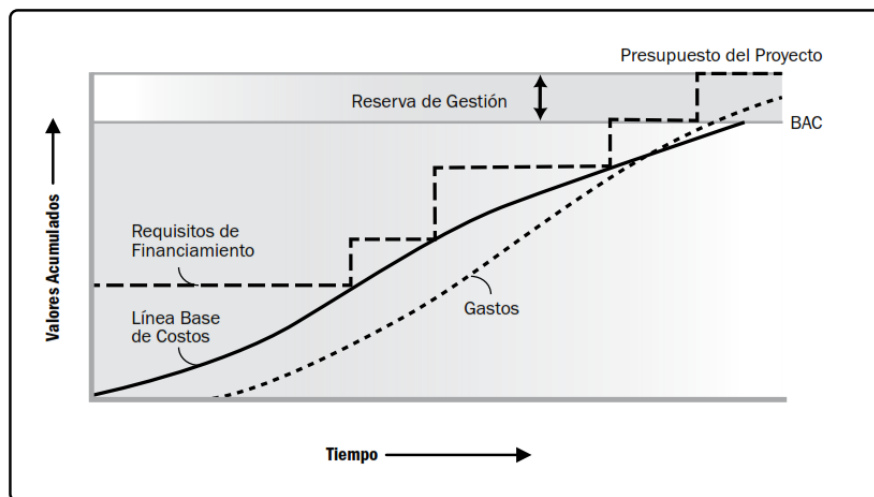 Presupuesto del Proyecto
Reserva de Gestión
BAC
Valores Acumulados
Requisitos de
Financiamiento
Línea Base
de Costos
Gastos
Tiempo